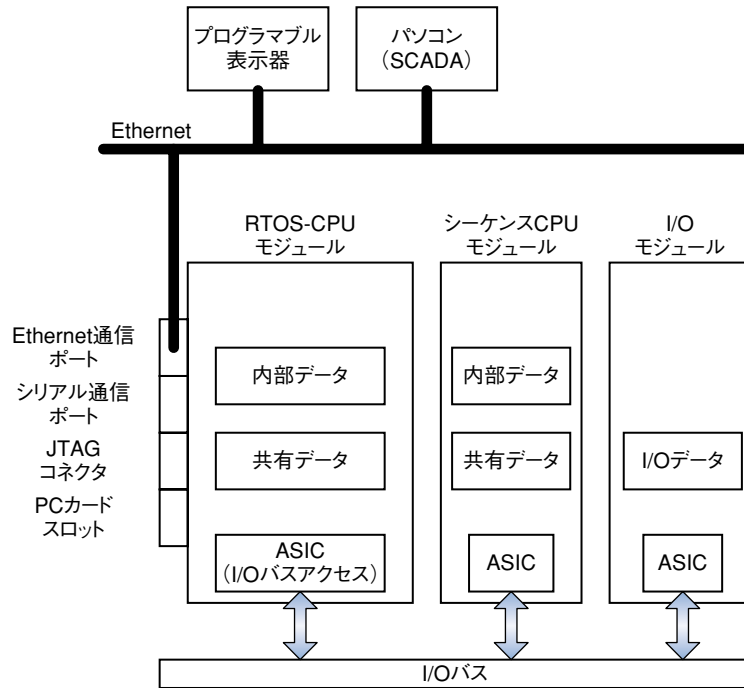 プログラマブル
表示器
パソコン
（SCADA）
Ethernet
RTOS-CPU
モジュール
シーケンスCPU
モジュール
I/O
モジュール
Ethernet通信
ポート
シリアル通信
ポート
JTAG
コネクタ
PCカード
スロット
内部データ
内部データ
共有データ
共有データ
I/Oデータ
ASIC
（I/Oバスアクセス）
ASIC
ASIC
I/Oバス